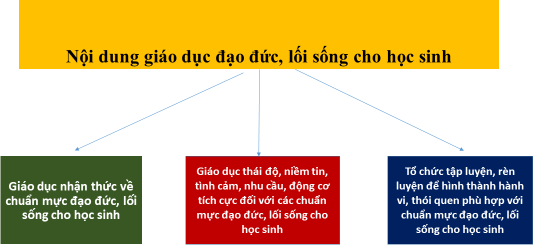 Nội dung giáo dục đạo đức, lối sống cho học sinh
Giáo dục nhận thức về
chuẩn mực đạo đức, lối
sống cho học sinh
Giáo dục thái độ, niềm tin,
tình cảm, nhu cầu, động cơ
tích cực đối với các chuẩn
mực đạo đức, lối sống cho
học sinh
Tổ chức tập luyện, rèn
luyện để hình thành hành
vi, thói quen phù hợp với
chuẩn mực đạo đức, lối
sống cho học sinh